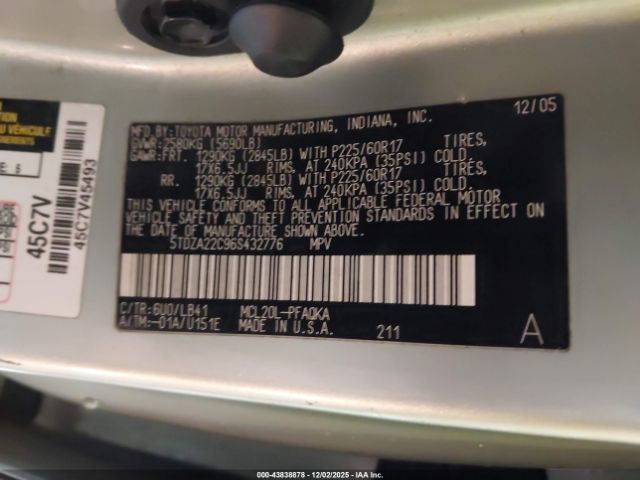 MFD.BY:TOYOTA MOTOR MANUFACTURING, INDIANA, INC. 12/05
GVWR: 2580KG (5690LB)
GAWR:FRT. 1290KG (2845LB) WITH P225/60R17 TIRES,
17X6.5JJ RIMS, AT 240KPA (35PSI) COLD.
RR. 1290KG (2845LB) WITH P225/60R17 TIRES,
17X6.5JJ RIMS, AT 240KPA (35PSI) COLD.
THIS VEHICLE CONFORMS TO ALL APPLICABLE FEDERAL MOTOR
VEHICLE SAFETY, BUMPER, AND THEFT PREVENTION STANDARDS IN EFFECT ON
THE DATE OF MANUFACTURE SHOWN ABOVE.
5TDZA22C96S432776 MPV
C/TR: 6U0/LB41 MCL20L-PFAQKA
A/TM:-01A/U151E MADE IN U.S.A. 211 A
45C7V
45C7V45493
000-43838878 - 12/02/2025 - IAA Inc.